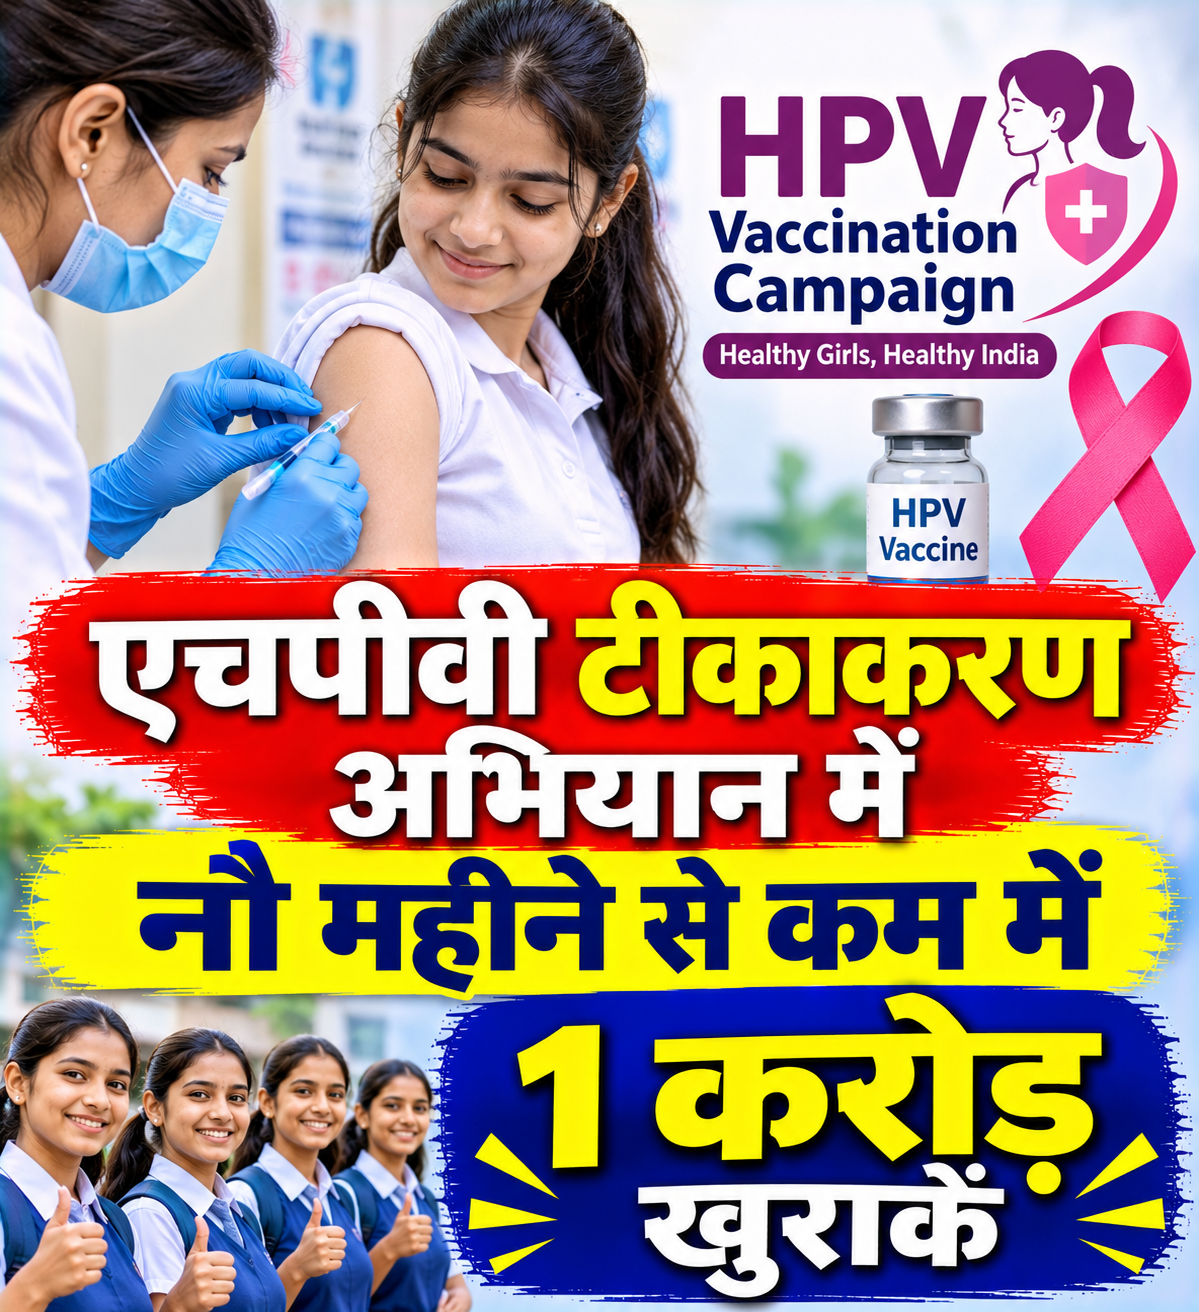 HPV
Vaccination
Campaign
Healthy Girls, Healthy India
HPV
Vaccine
एचपीवी टीकाकरण
अभियान में
नौ महीने से कम में
1 करोड़
खुराकें